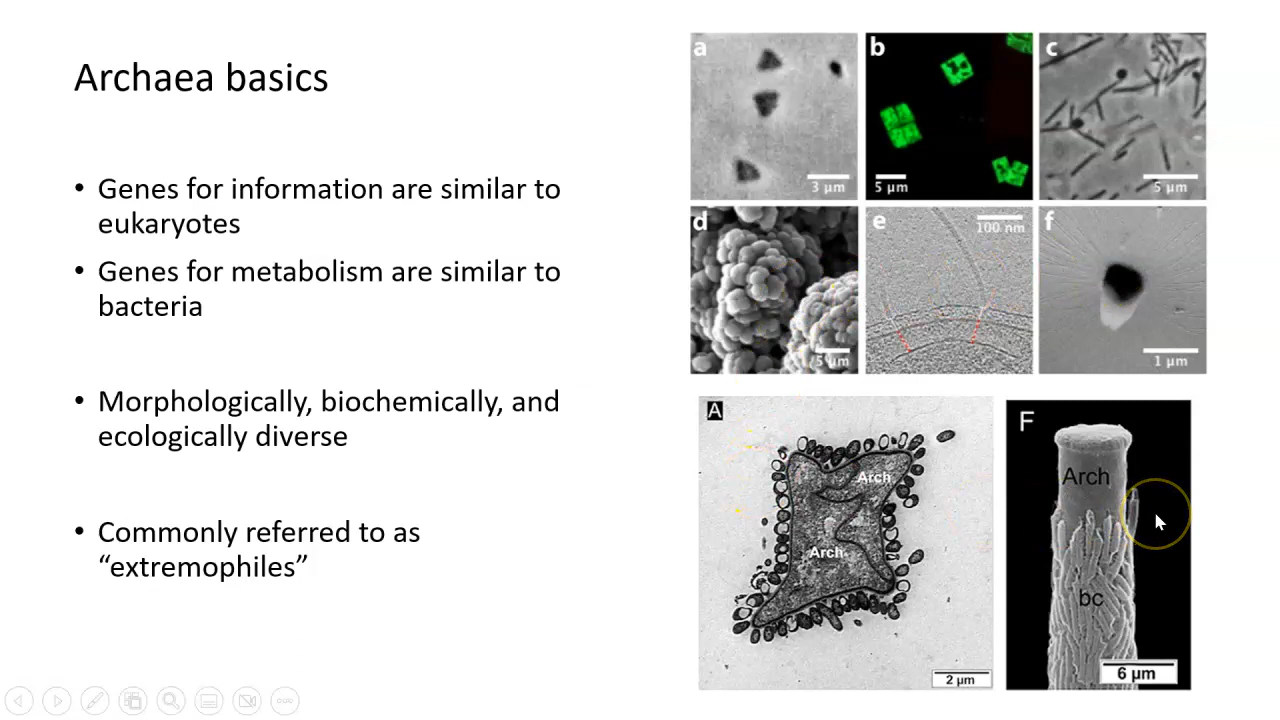 Archaea basics
• Genes for information are similar to
eukaryotes
• Genes for metabolism are similar to
bacteria
• Morphologically, biochemically, and
ecologically diverse
• Commonly referred to as
“extremophiles”
a
3 µm
b
5 µm
c
5 µm
d
5 µm
e
100 nm
f
1 µm
A
Arch
Arch
2 µm
F
Arch
bc
6 µm